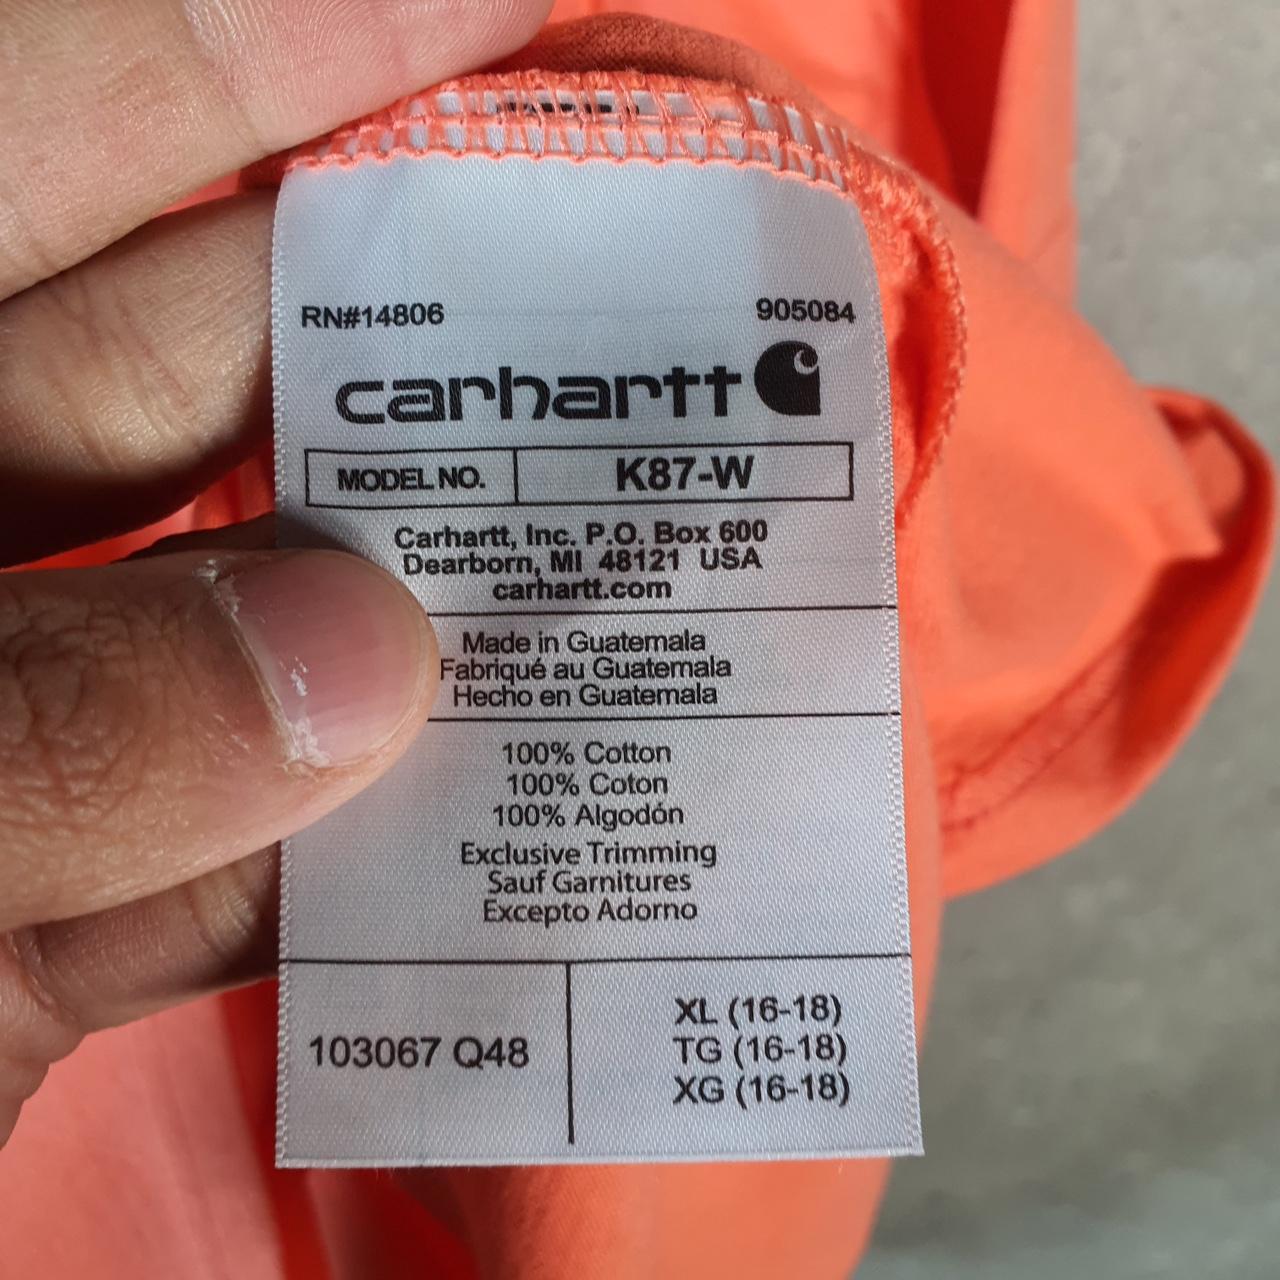 RN#14806 905084
carhartt
MODEL NO. K87-W
Carhartt, Inc. P.O. Box 600
Dearborn, MI 48121 USA
carhartt.com
Made in Guatemala
Fabriqué au Guatemala
Hecho en Guatemala
100% Cotton
100% Coton
100% Algodón
Exclusive Trimming
Sauf Garnitures
Excepto Adorno
103067 Q48
XL (16-18)
TG (16-18)
XG (16-18)